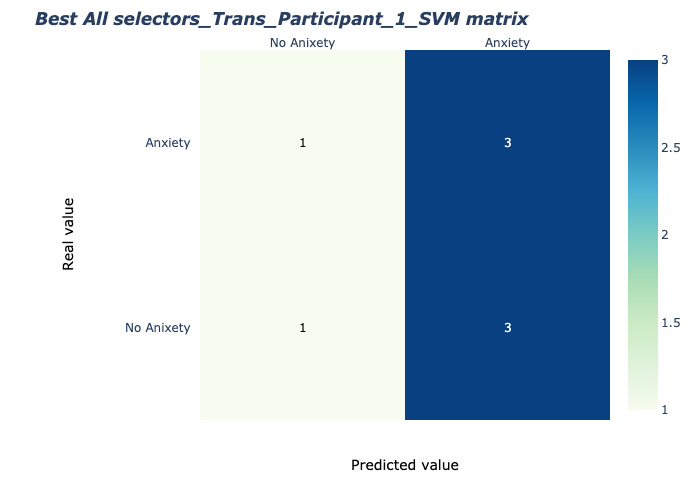 Best All selectors_Trans_Participant_1_SVM matrix
No Anixety Anxiety
3
Anxiety 1 3
2.5
Real value
2
1.5
No Anixety 1 3
1
Predicted value